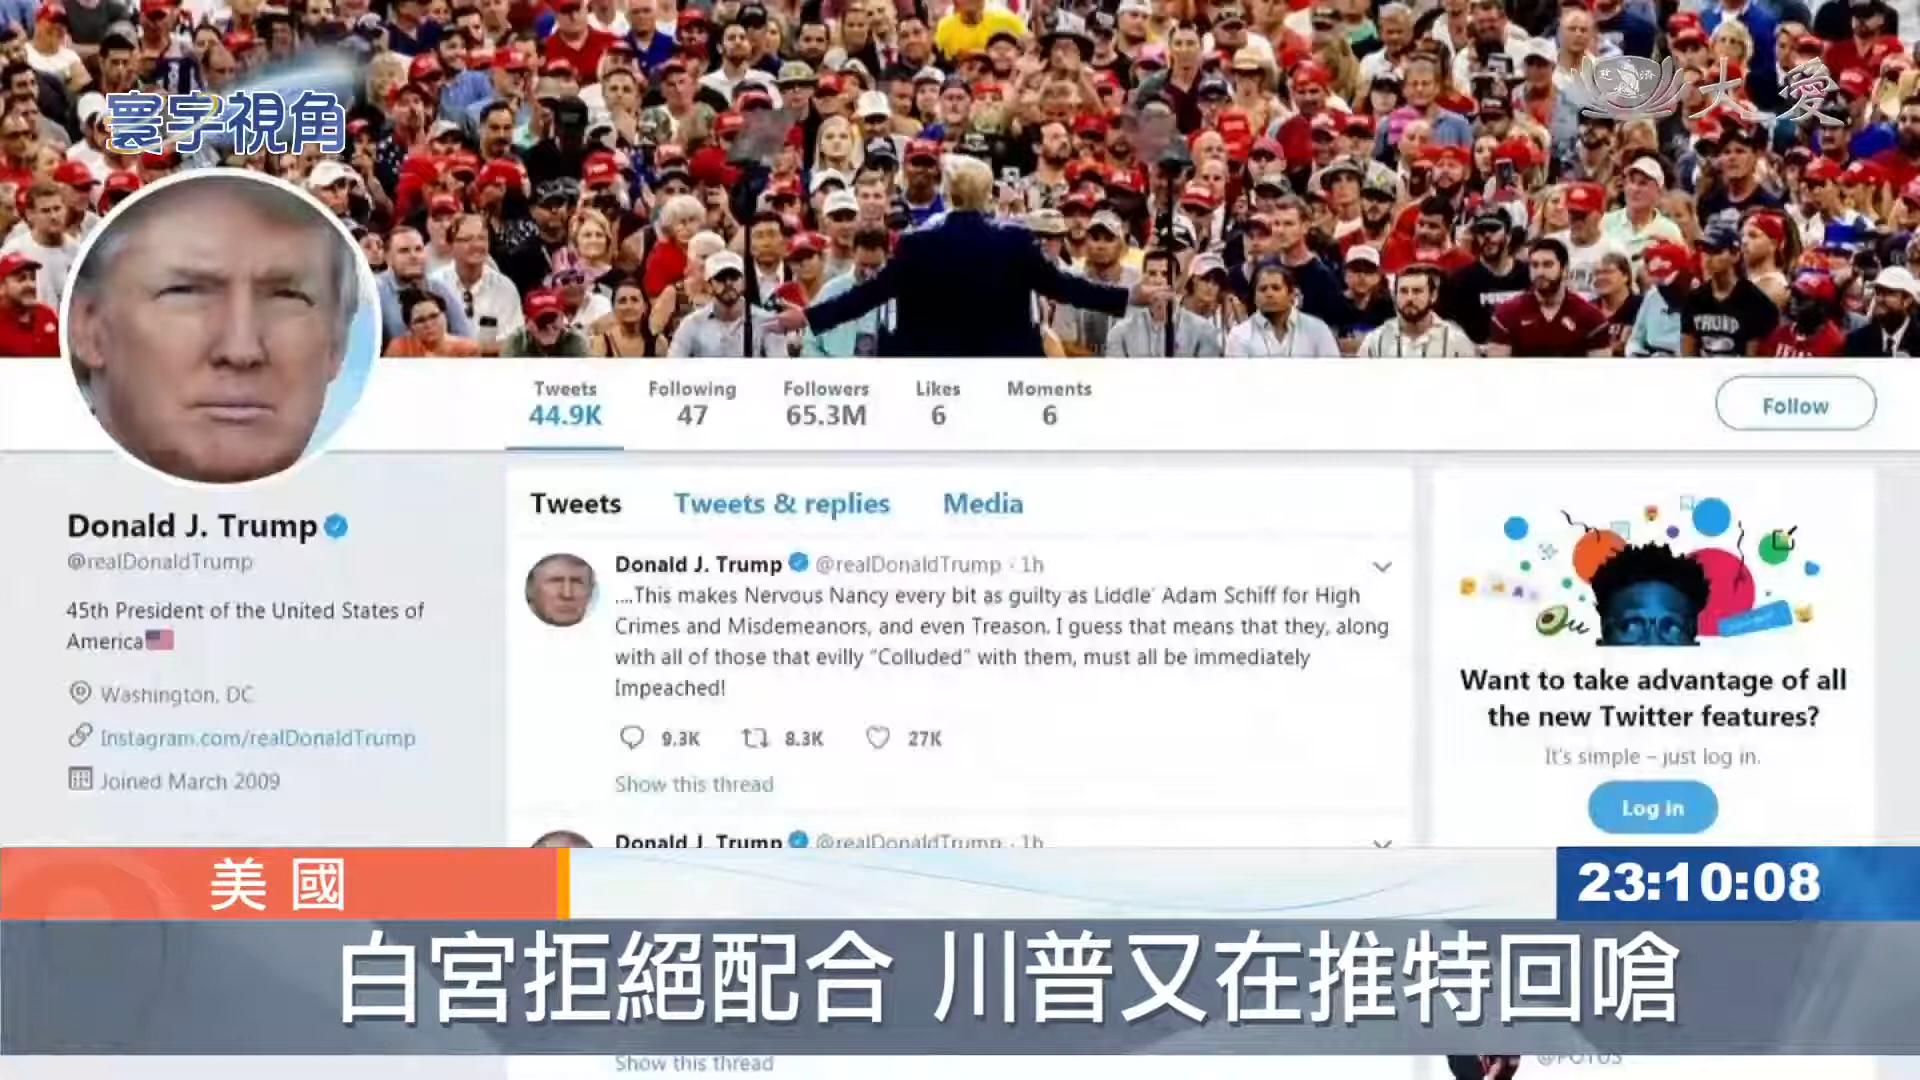 寰宇視角
慈濟
大愛
Tweets
44.9K
Following
47
Followers
65.3M
Likes
6
Moments
6
Follow
Donald J. Trump
@realDonaldTrump
45th President of the United States of
America
Washington, DC
Instagram.com/realDonaldTrump
Joined March 2009
Tweets
Tweets & replies
Media
Donald J. Trump @realDonaldTrump · 1h
....This makes Nervous Nancy every bit as guilty as Liddle' Adam Schiff for High
Crimes and Misdemeanors, and even Treason. I guess that means that they, along
with all of those that evilly "Colluded" with them, must all be immediately
Impeached!
9.3K
8.3K
27K
Show this thread
Donald J. Trump @realDonaldTrump · 1h
Want to take advantage of all
the new Twitter features?
It's simple – just log in.
Log in
美國
23:10:08
白宮拒絕配合 川普又在推特回嗆
Show this thread
@POTUS